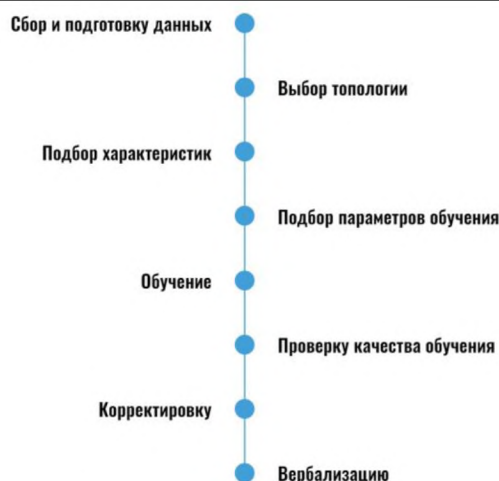 Сбор и подготовку данных
Выбор топологии
Подбор характеристик
Подбор параметров обучения
Обучение
Проверку качества обучения
Корректировку
Вербализацию